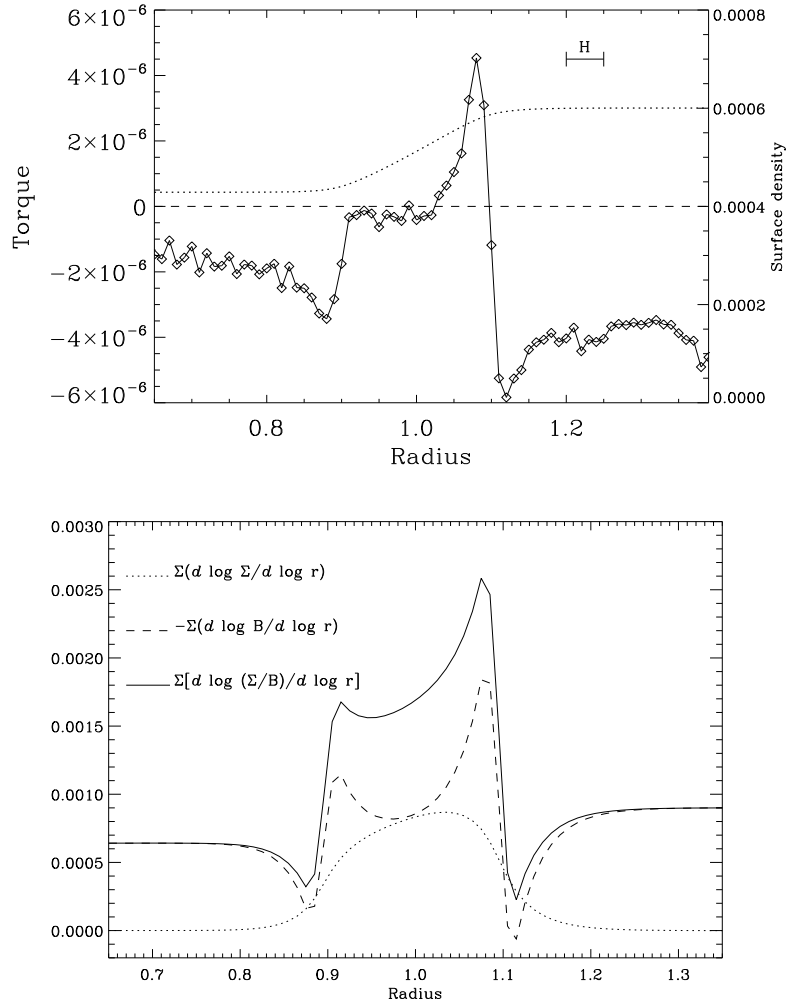 6×10⁻⁶
4×10⁻⁶
2×10⁻⁶
0
−2×10⁻⁶
−4×10⁻⁶
−6×10⁻⁶
Torque
H
0.0008
0.0006
0.0004
0.0002
0.0000
Surface density
0.8 1.0 1.2
Radius
0.0030
0.0025
0.0020
0.0015
0.0010
0.0005
0.0000
Σ(d log Σ/d log r)
−Σ(d log B/d log r)
Σ[d log (Σ/B)/d log r]
0.7 0.8 0.9 1.0 1.1 1.2 1.3
Radius